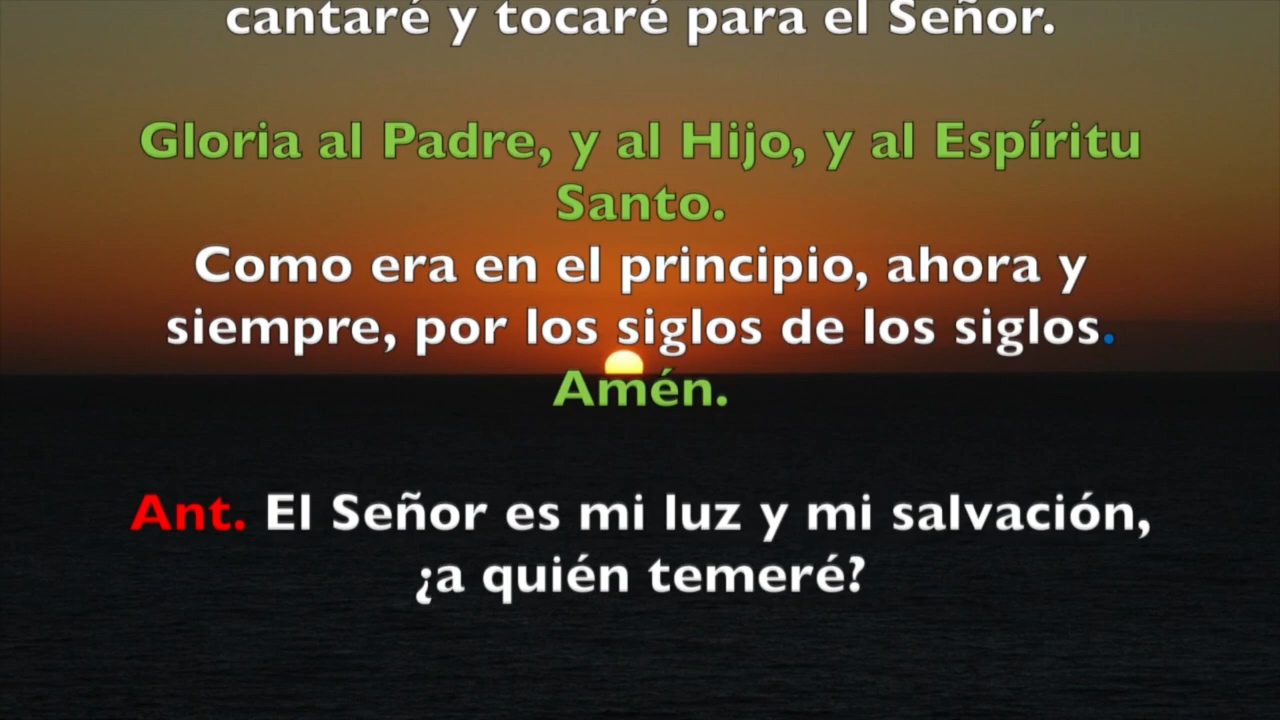 cantaré y tocaré para el Señor.
Gloria al Padre, y al Hijo, y al Espíritu
Santo.
Como era en el principio, ahora y
siempre, por los siglos de los siglos.
Amén.
Ant. El Señor es mi luz y mi salvación,
¿a quién temeré?